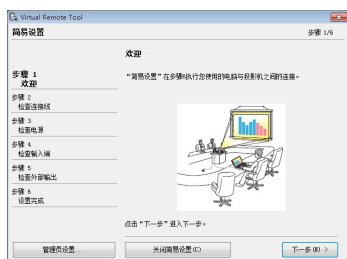 Virtual Remote Tool
简易设置
步骤 1/6
欢迎
步骤 1
欢迎
"简易设置"在步骤6执行您使用的电脑与投影机之间的连接。
步骤 2
检查连接线
步骤 3
检查电源
步骤 4
检查输入端
步骤 5
检查外部输出
步骤 6
设置完成
点击"下一步"进入下一步。
管理员设置...
关闭简易设置(C)
下一步(N) >